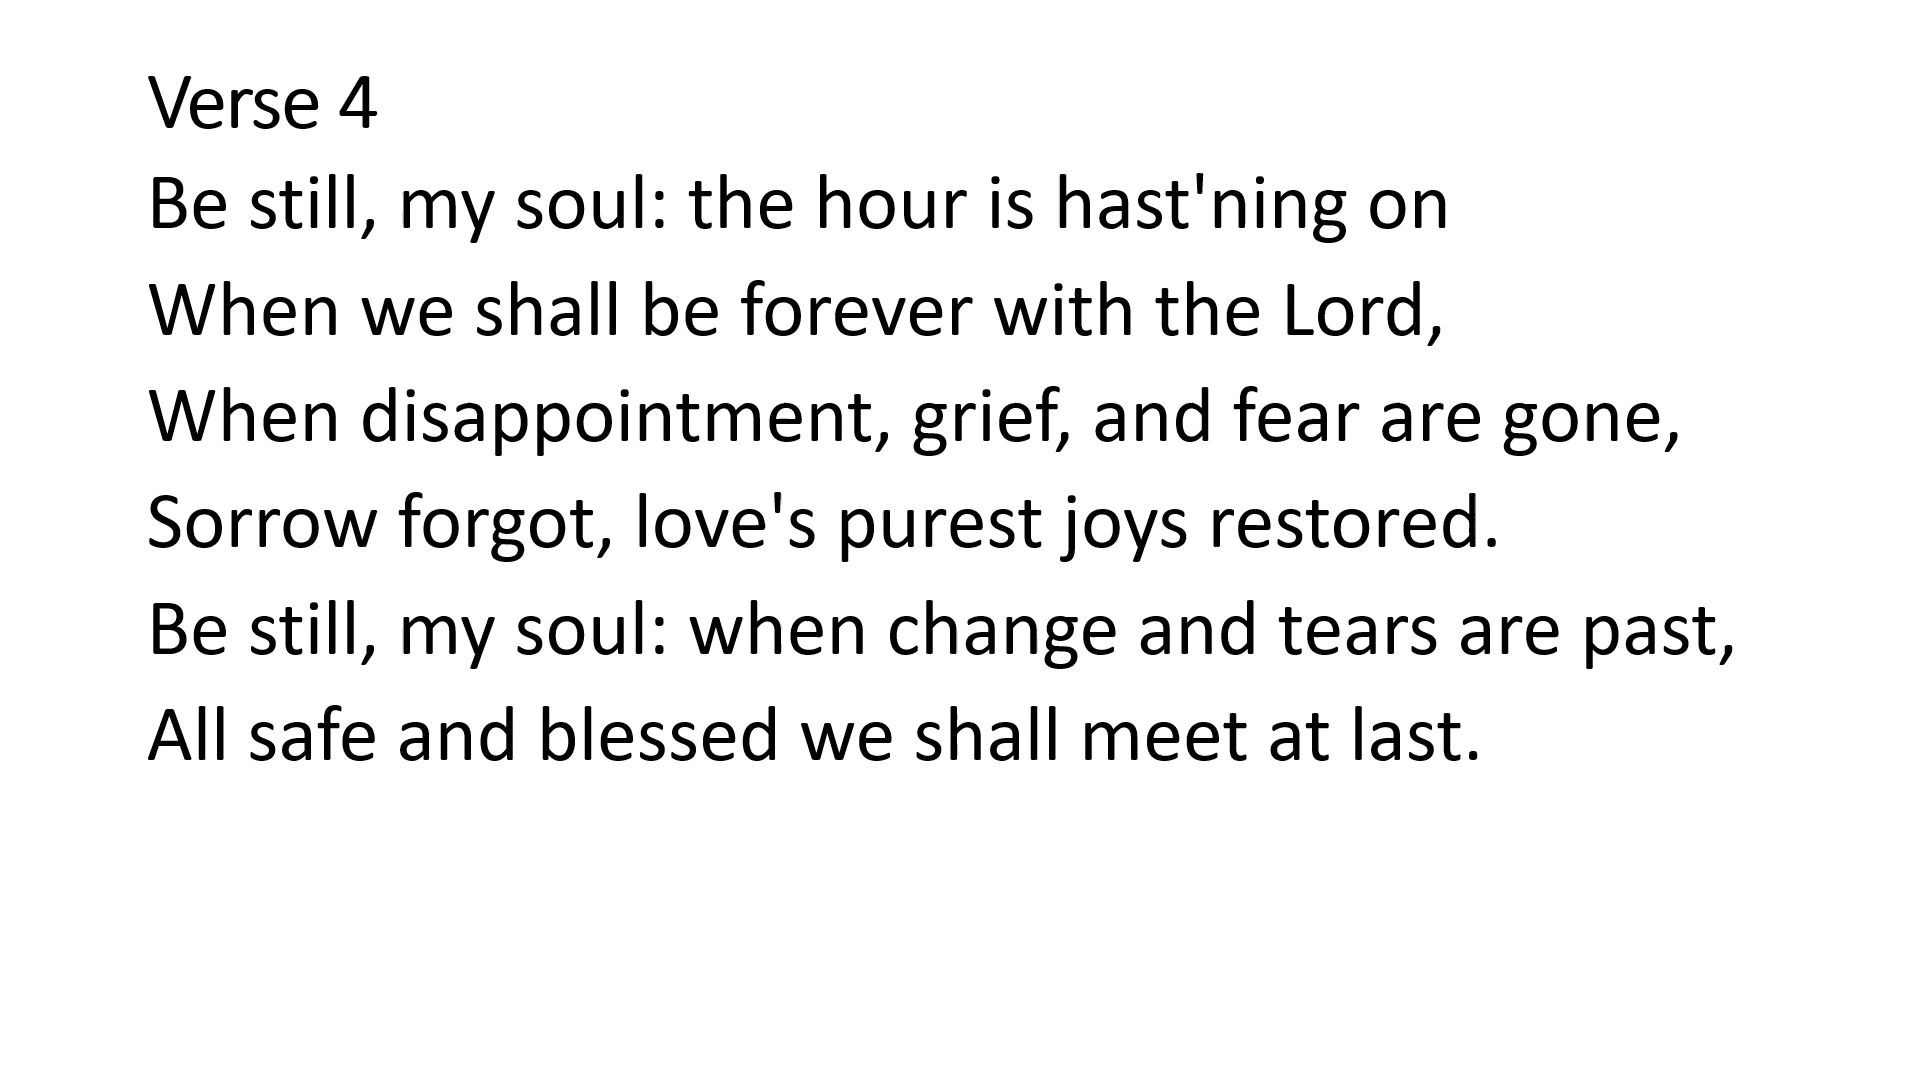 Verse 4
Be still, my soul: the hour is hast'ning on
When we shall be forever with the Lord,
When disappointment, grief, and fear are gone,
Sorrow forgot, love's purest joys restored.
Be still, my soul: when change and tears are past,
All safe and blessed we shall meet at last.